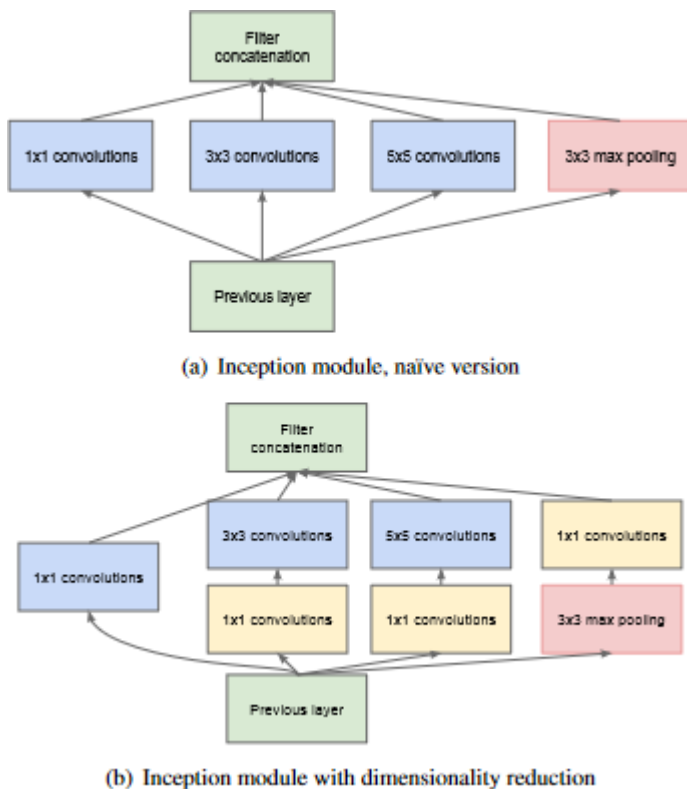 Filter
concatenation
1x1 convolutions
3x3 convolutions
5x5 convolutions
3x3 max pooling
Previous layer
(a) Inception module, naïve version
Filter
concatenation
3x3 convolutions
5x5 convolutions
1x1 convolutions
1x1 convolutions
1x1 convolutions
1x1 convolutions
3x3 max pooling
Previous layer
(b) Inception module with dimensionality reduction